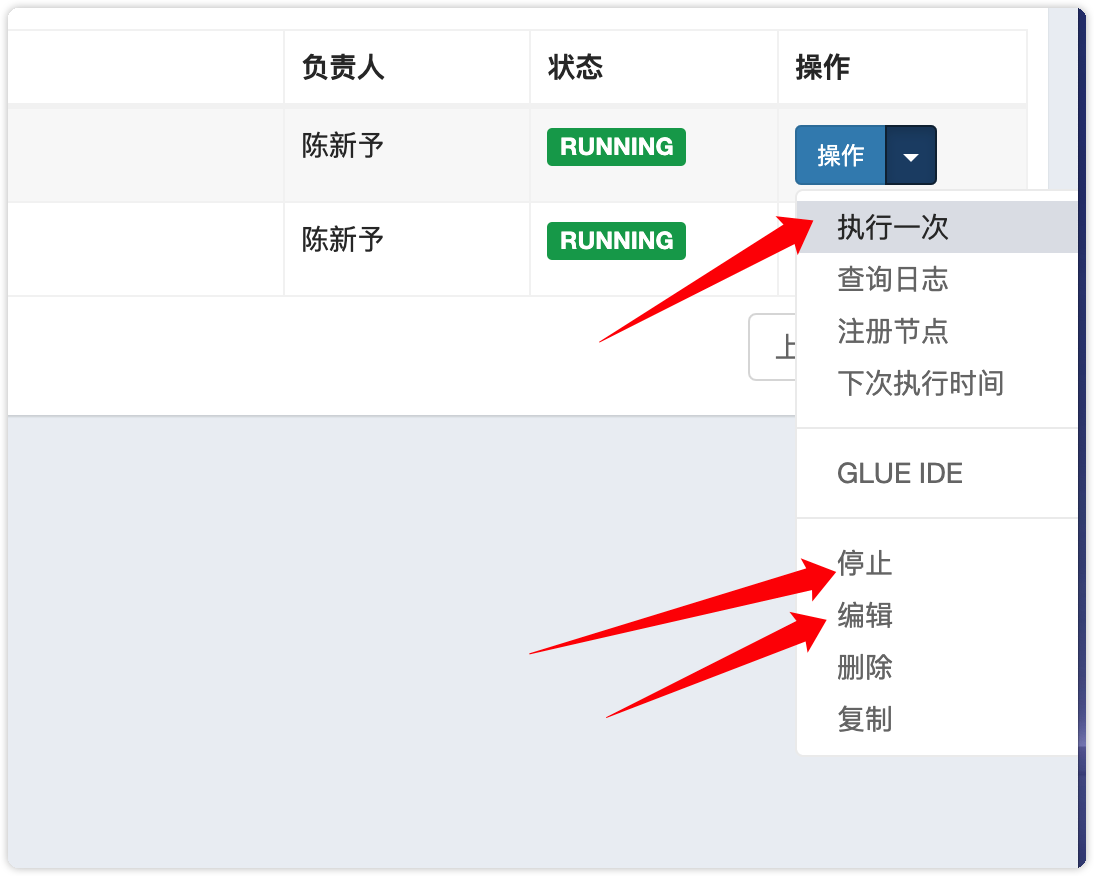 负责人 状态 操作
陈新予 RUNNING 操作
陈新予 RUNNING
执行一次
查询日志
注册节点
上
下次执行时间
GLUE IDE
停止
编辑
删除
复制